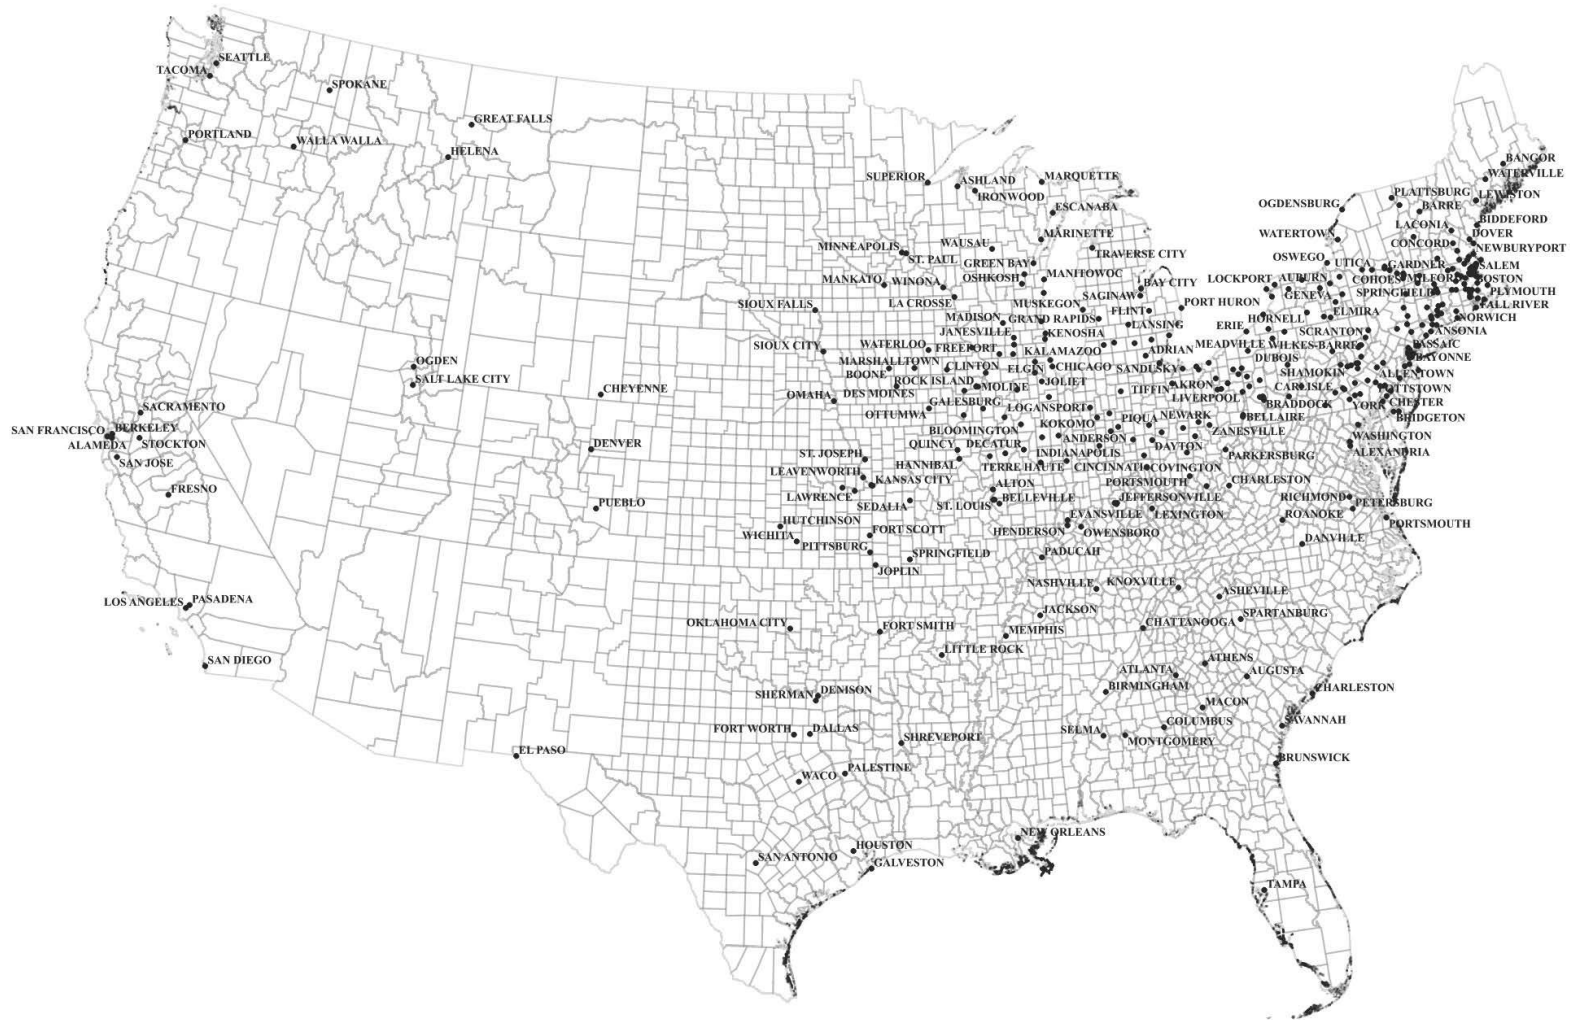 SEATTLE
TACOMA
SPOKANE
PORTLAND
WALLA WALLA
GREAT FALLS
HELENA
SUPERIOR
ASHLAND
IRONWOOD
MARQUETTE
ESCANABA
MARINETTE
TRAVERSE CITY
MINNEAPOLIS
ST. PAUL
WAUSAU
GREEN BAY
OSHKOSH
MANITOWOC
MANKATO
WINONA
LA CROSSE
MUSKEGON
SAGINAW
BAY CITY
PORT HURON
SIOUX FALLS
MADISON
GRAND RAPIDS
FLINT
LANSING
JANESVILLE
KENOSHA
SIOUX CITY
WATERLOO
FREEPORT
KALAMAZOO
ADRIAN
MARSHALLTOWN
BOONE
CLINTON
ELGIN
CHICAGO
SANDUSKY
ROCK ISLAND
MOLINE
JOLIET
OMAHA
DES MOINES
TIFFIN
AKRON
LIVERPOOL
OTTUMWA
GALESBURG
LOGANSPORT
PIQUA
NEWARK
BELLAIRE
BLOOMINGTON
KOKOMO
ZANESVILLE
QUINCY
DECATUR
ANDERSON
DAYTON
ST. JOSEPH
HANNIBAL
INDIANAPOLIS
PARKERSBURG
LEAVENWORTH
TERRE HAUTE
CINCINNATI
COVINGTON
KANSAS CITY
ALTON
PORTSMOUTH
CHARLESTON
LAWRENCE
SEDALIA
ST. LOUIS
BELLEVILLE
JEFFERSONVILLE
EVANSVILLE
LEXINGTON
HENDERSON
OWENSBORO
HUTCHINSON
WICHITA
FORT SCOTT
PITTSBURG
SPRINGFIELD
JOPLIN
PADUCAH
BANGOR
WATERVILLE
LEWISTON
PLATTSBURG
BARRE
OGDENSBURG
BIDDEFORD
LACONIA
DOVER
WATERTOWN
CONCORD
NEWBURYPORT
OSWEGO
UTICA
GARDNER
SALEM
LOCKPORT
AUBURN
COHOES
MILFORD
BOSTON
GENEVA
SPRINGFIELD
PLYMOUTH
FALL RIVER
HORNELL
ELMIRA
NORWICH
ERIE
SCRANTON
ANSONIA
MEADVILLE
WILKES-BARRE
PASSAIC
DUBOIS
BAYONNE
SHAMOKIN
ALLENTOWN
CARLISLE
POTTSTOWN
BRADDOCK
YORK
CHESTER
BRIDGETON
WASHINGTON
ALEXANDRIA
RICHMOND
PETERSBURG
ROANOKE
PORTSMOUTH
DANVILLE
OGDEN
SALT LAKE CITY
CHEYENNE
DENVER
PUEBLO
SACRAMENTO
SAN FRANCISCO
BERKELEY
ALAMEDA
STOCKTON
SAN JOSE
FRESNO
LOS ANGELES
PASADENA
SAN DIEGO
NASHVILLE
KNOXVILLE
ASHEVILLE
JACKSON
SPARTANBURG
OKLAHOMA CITY
FORT SMITH
MEMPHIS
CHATTANOOGA
LITTLE ROCK
ATLANTA
ATHENS
AUGUSTA
SHERMAN
DENISON
BIRMINGHAM
CHARLESTON
MACON
FORT WORTH
DALLAS
SHREVEPORT
SELMA
COLUMBUS
MONTGOMERY
SAVANNAH
EL PASO
WACO
PALESTINE
BRUNSWICK
NEW ORLEANS
SAN ANTONIO
HOUSTON
GALVESTON
TAMPA